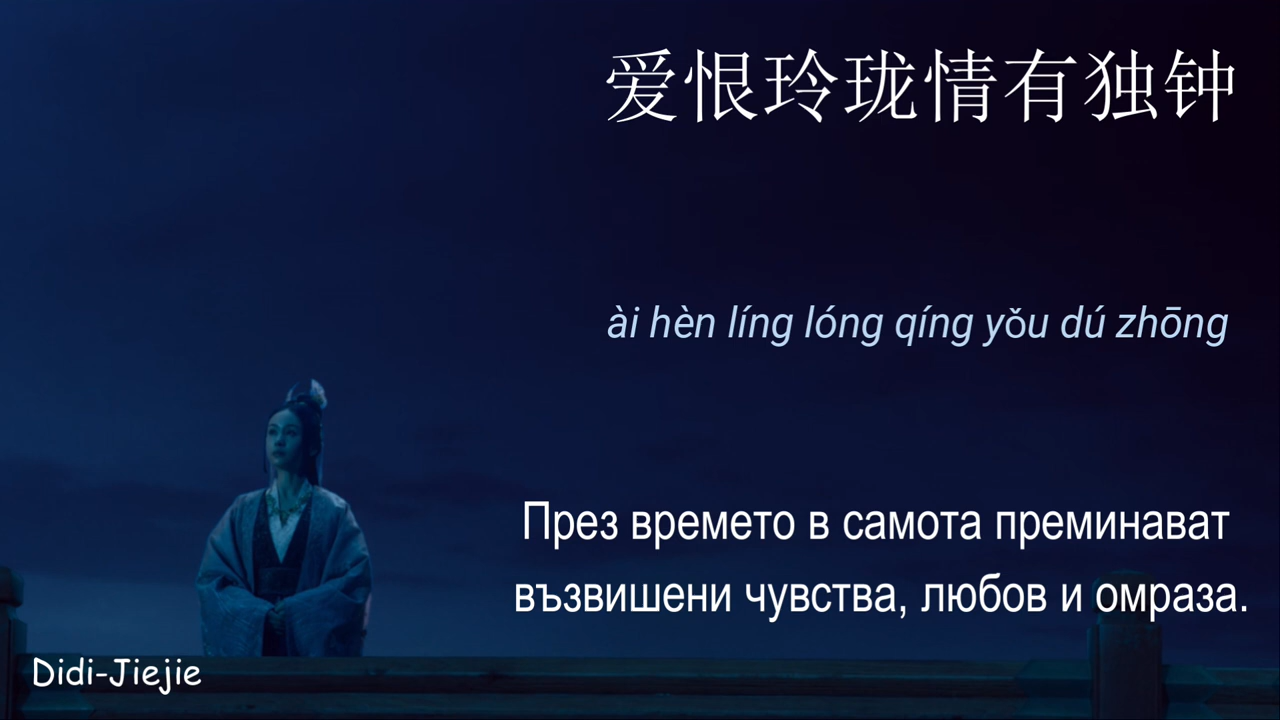 爱恨玲珑情有独钟
ài hèn líng lóng qíng yǒu dú zhōng
През времето в самота преминават
възвишени чувства, любов и омраза.
Didi-Jiejie